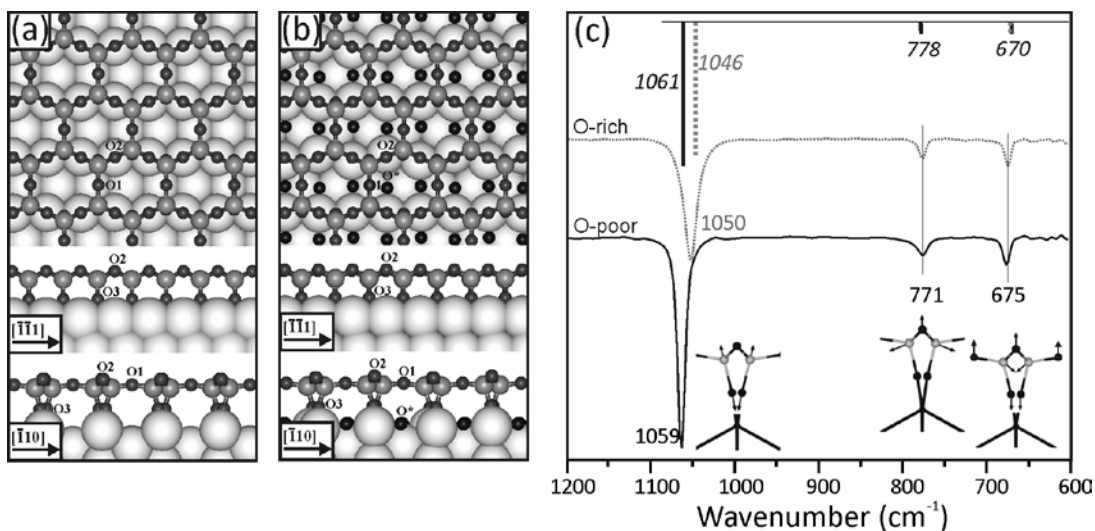 (a)
O2
O1
O2
O3
[1̄1̄1]
O2
O1
O3
[1̄10]
(b)
O2
O*
O2
O3
[1̄1̄1]
O2
O1
O3
O*
[1̄10]
(c)
1061
1046
778
670
O-rich
1050
O-poor
771
675
1059
1200 1100 1000 900 800 700 600
Wavenumber (cm⁻¹)